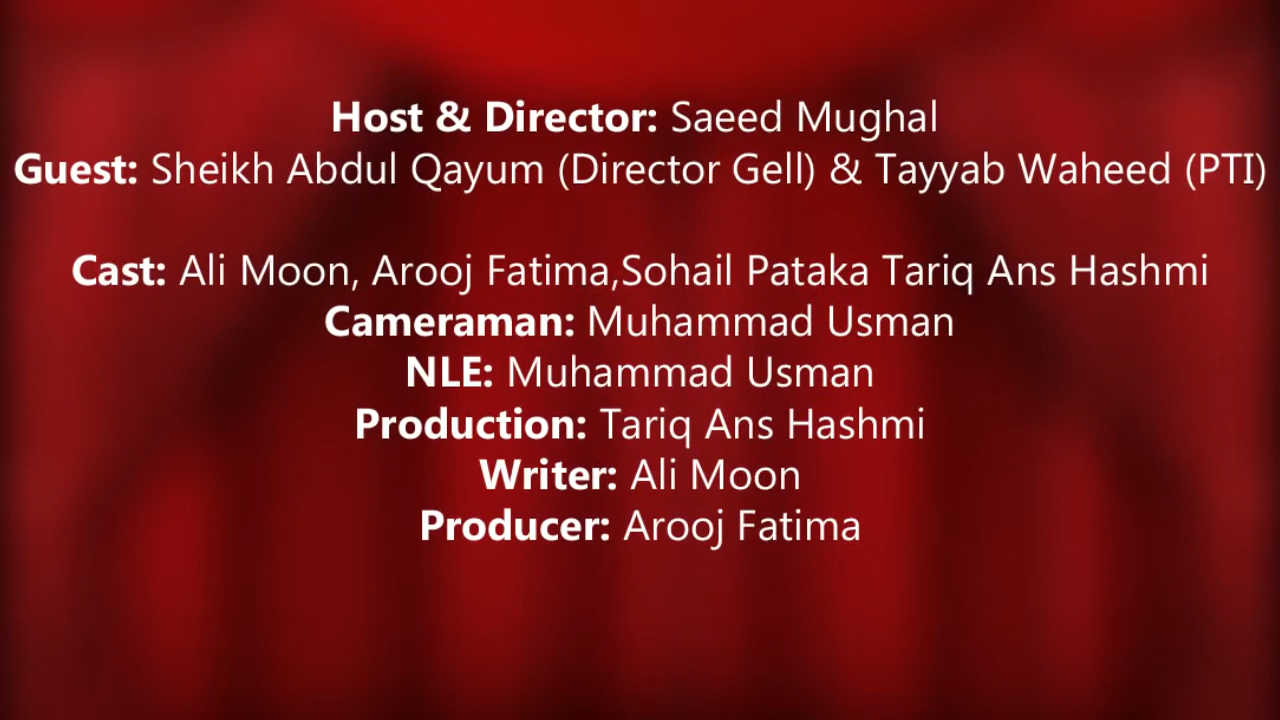 Host & Director: Saeed Mughal
Guest: Sheikh Abdul Qayum (Director Gell) & Tayyab Waheed (PTI)
Cast: Ali Moon, Arooj Fatima,Sohail Pataka Tariq Ans Hashmi
Cameraman: Muhammad Usman
NLE: Muhammad Usman
Production: Tariq Ans Hashmi
Writer: Ali Moon
Producer: Arooj Fatima